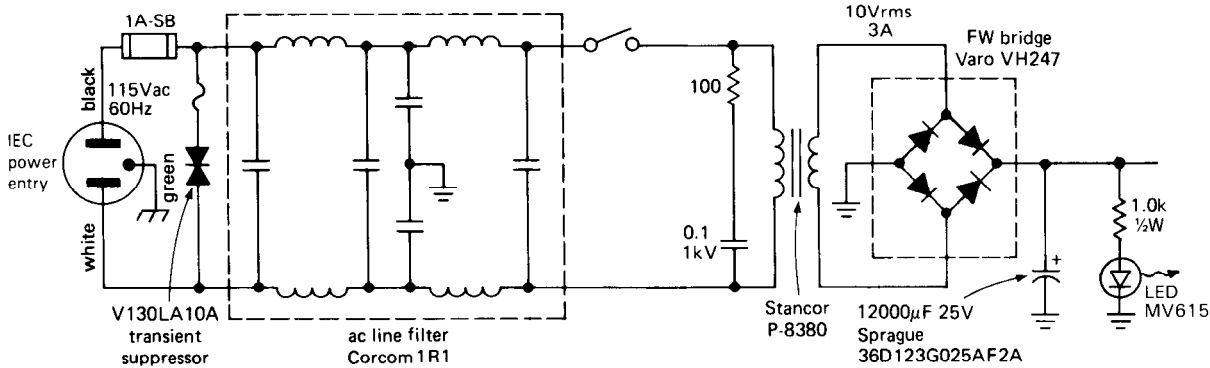 1A-SB
black
115Vac
60Hz
IEC
power
entry
green
white
V130LA10A
transient
suppressor
ac line filter
Corcom 1R1
100
0.1
1kV
10Vrms
3A
FW bridge
Varo VH247
Stancor
P-8380
+
12000μF 25V
Sprague
36D123G025AF2A
1.0k
½W
LED
MV615